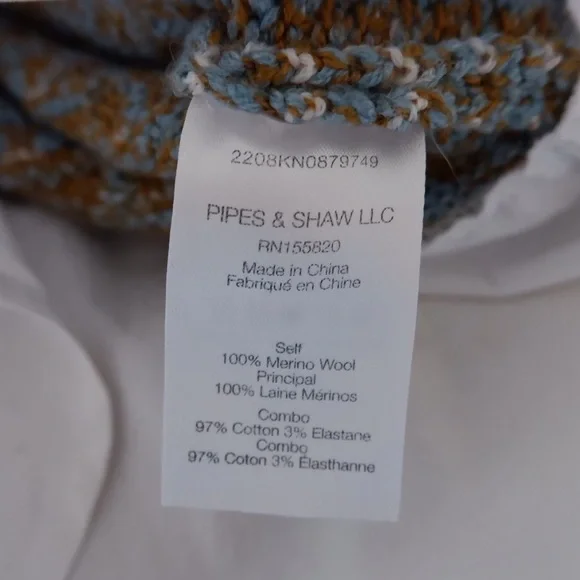 2208KN0879749
PIPES & SHAW LLC
RN155820
Made in China
Fabriqué en Chine
Self
100% Merino Wool
Principal
100% Laine Mérinos
Combo
97% Cotton 3% Elastane
Combo
97% Coton 3% Élasthanne